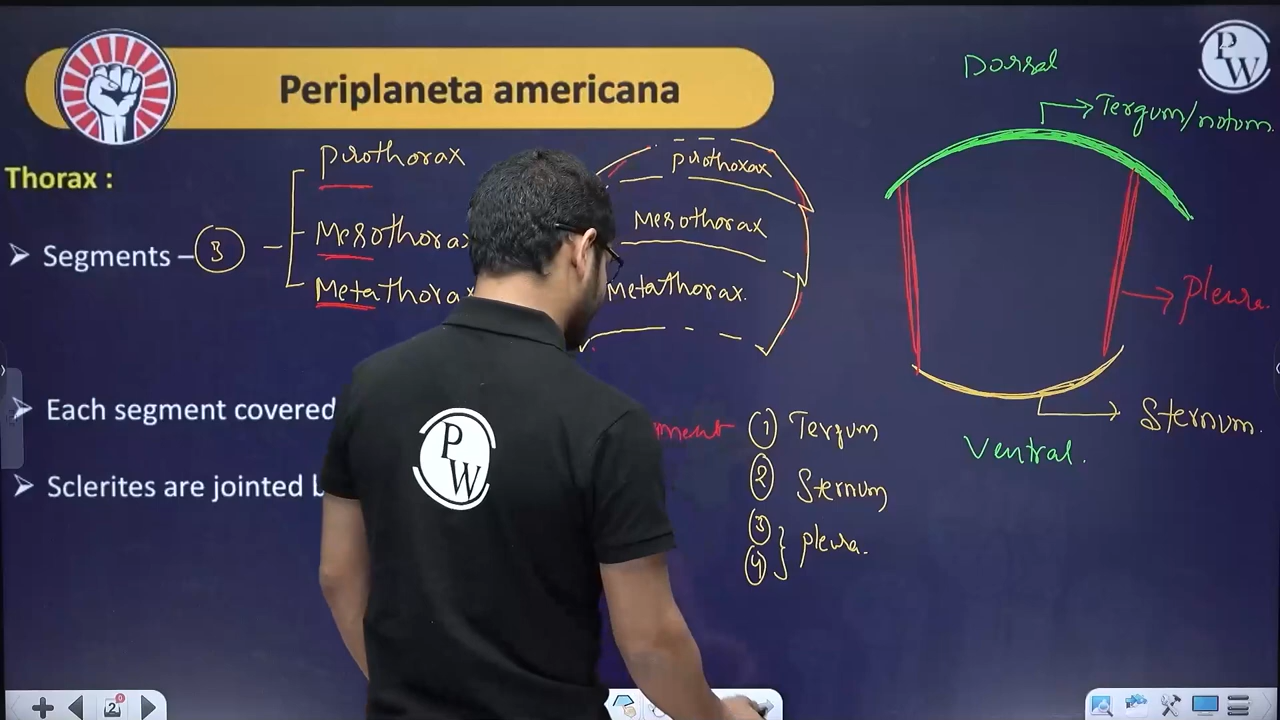 Periplaneta americana
P
W
Dorsal
Tergum/notum.
Thorax :
Prothorax
Prothorax
Segments – 3
Mesothorax
Mesothorax
Metathorax
Metathorax.
Pleura.
Each segment covered
① Tergum
Sternum.
Ventral.
P
W
Sclerites are jointed b
② Sternum
③
④ } Pleura.
2